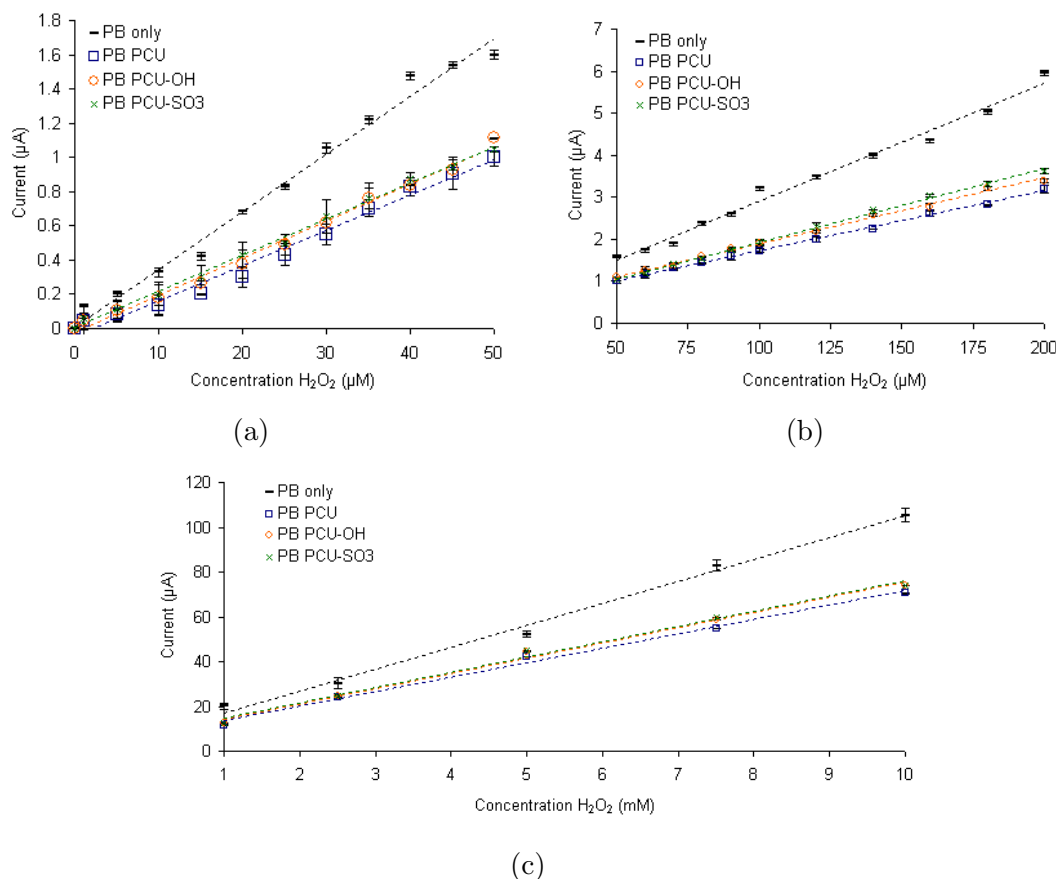 PB only
PB PCU
PB PCU-OH
PB PCU-SO3
Current (µA)
1.8
1.6
1.4
1.2
1
0.8
0.6
0.4
0.2
0
0 10 20 30 40 50
Concentration H₂O₂ (µM)
(a)
PB only
PB PCU
PB PCU-OH
PB PCU-SO3
Current (µA)
7
6
5
4
3
2
1
0
50 75 100 125 150 175 200
Concentration H₂O₂ (µM)
(b)
PB only
PB PCU
PB PCU-OH
PB PCU-SO3
Current (µA)
120
100
80
60
40
20
0
1 2 3 4 5 6 7 8 9 10
Concentration H₂O₂ (mM)
(c)